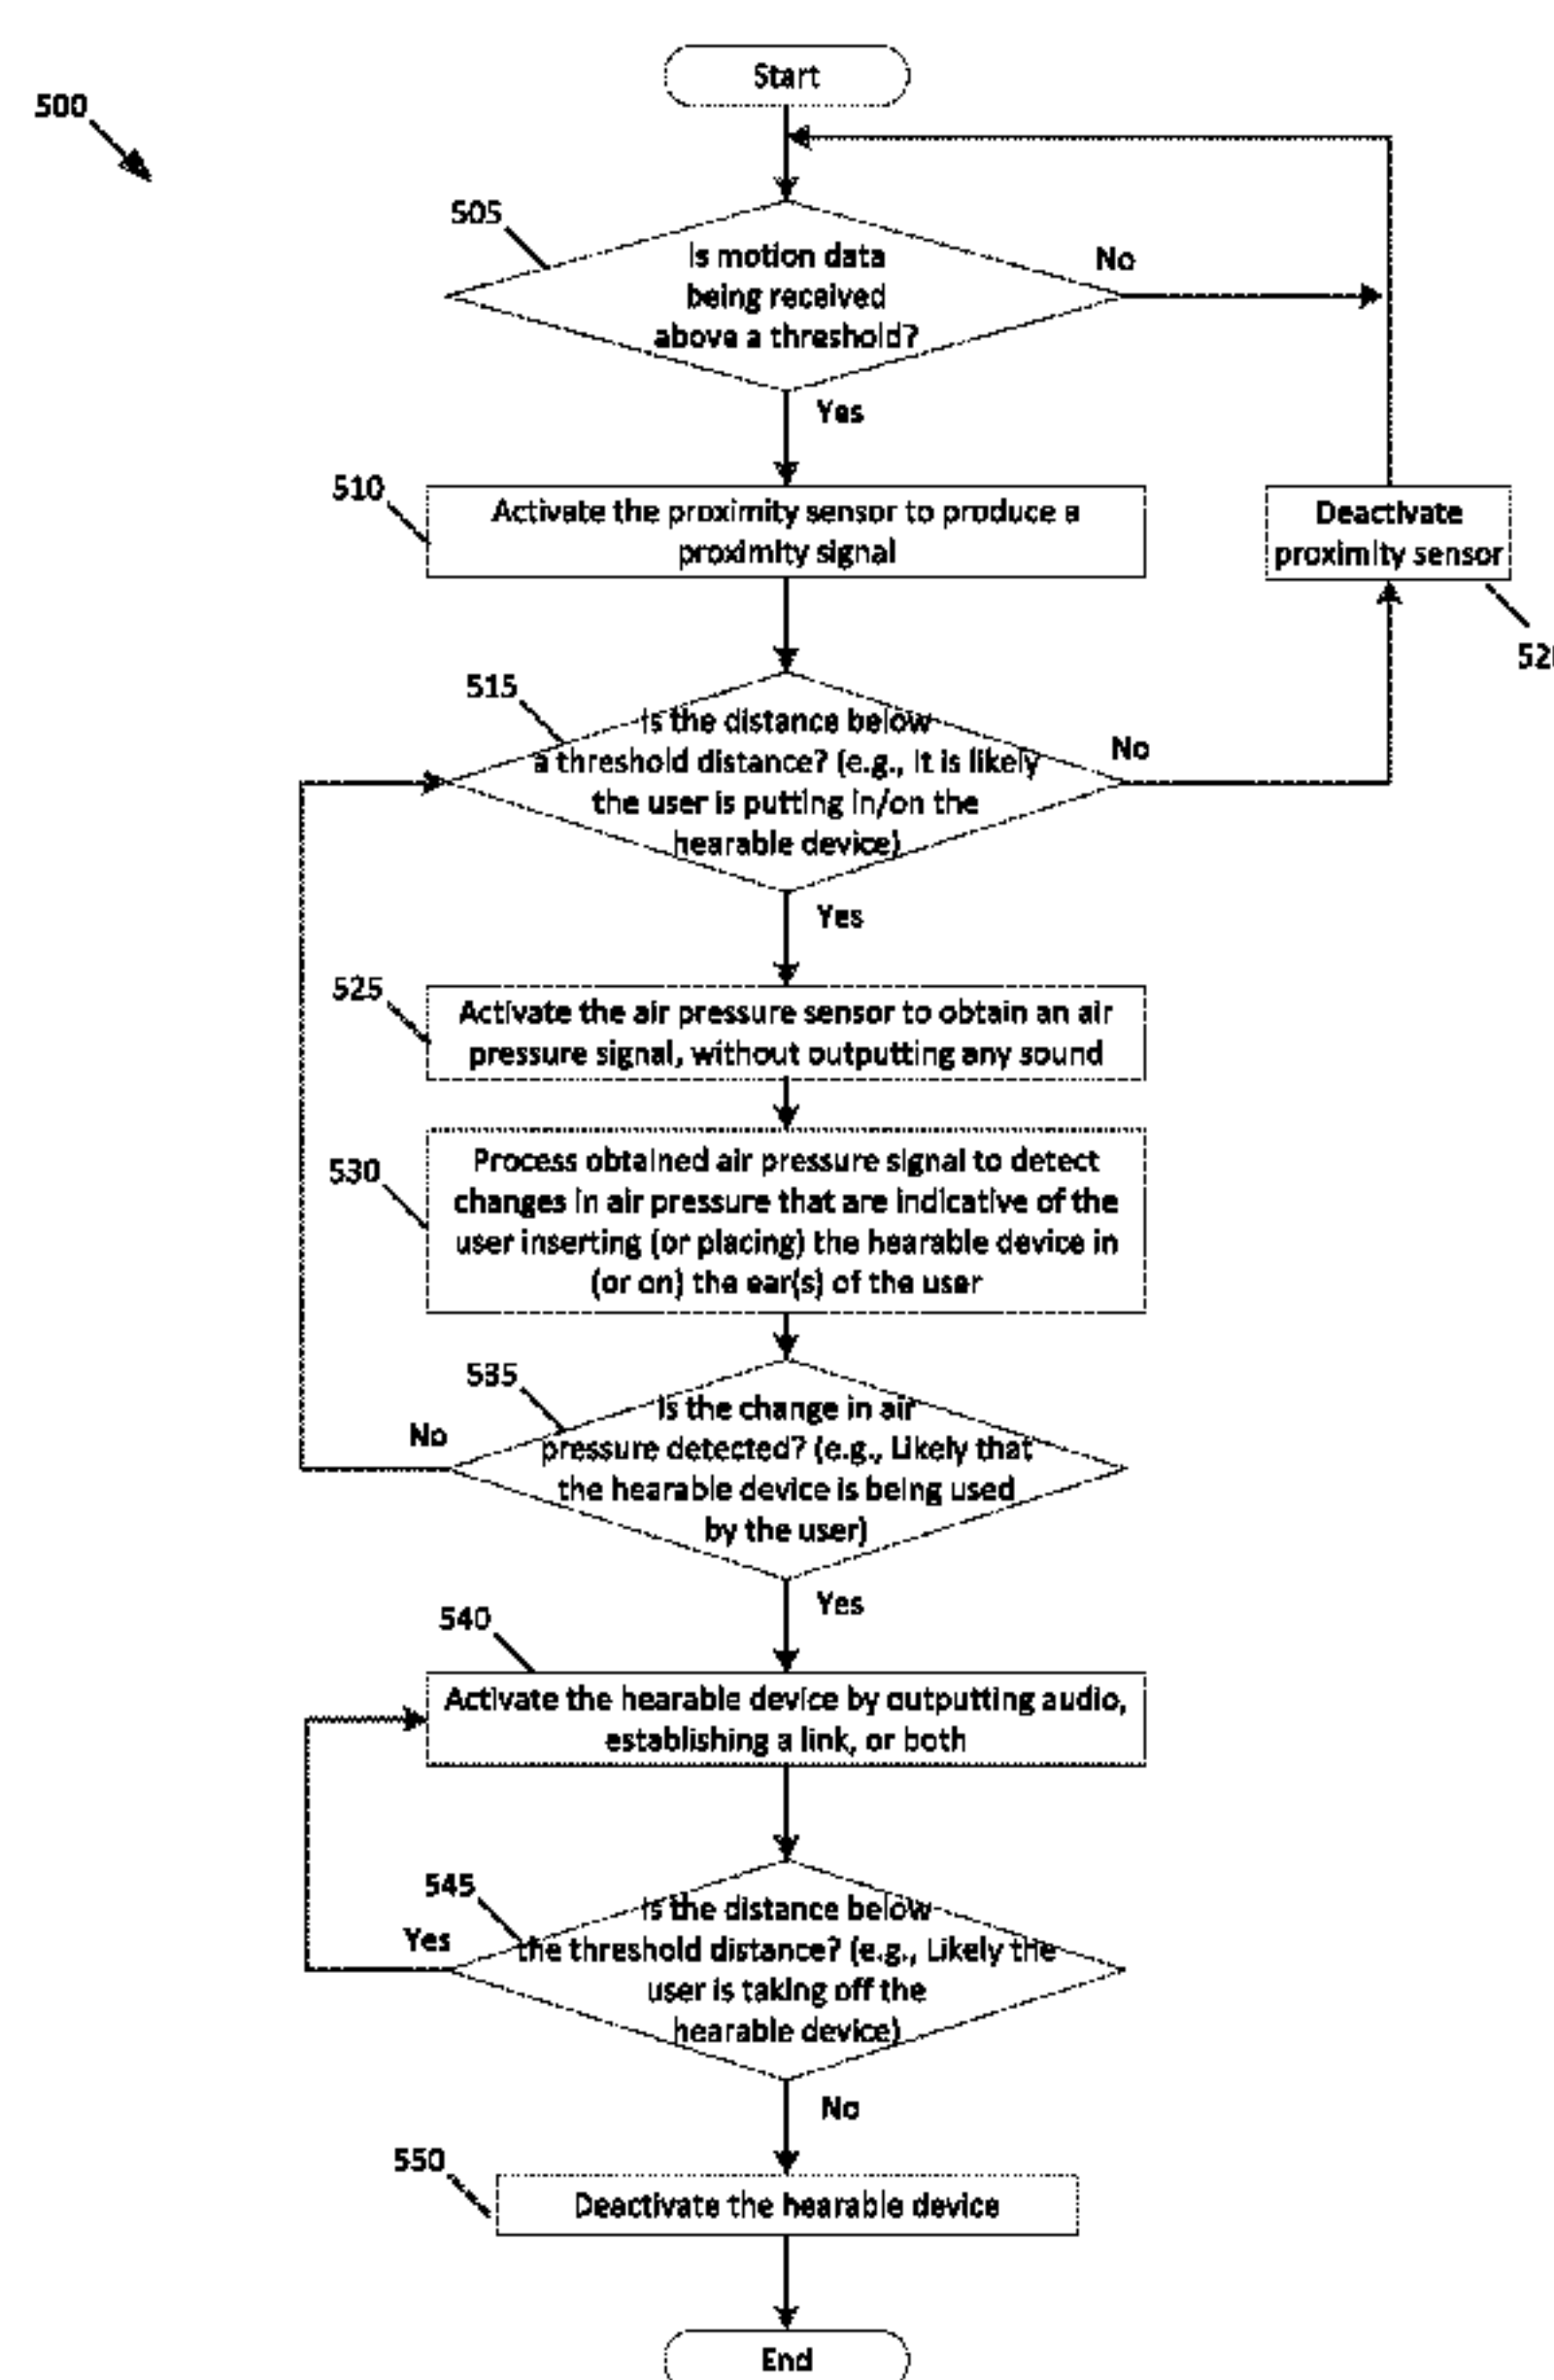 Start
500
505
Is motion data
being received
above a threshold?
No
Yes
510
Activate the proximity sensor to produce a
proximity signal
Deactivate
proximity sensor
515
Is the distance below
a threshold distance? (e.g., it is likely
the user is putting in/on the
hearable device)
No
Yes
525
Activate the air pressure sensor to obtain an air
pressure signal, without outputting any sound
530
Process obtained air pressure signal to detect
changes in air pressure that are indicative of the
user inserting (or placing) the hearable device in
(or on) the ear(s) of the user
535
Is the change in air
pressure detected? (e.g., Likely that
the hearable device is being used
by the user)
No
Yes
540
Activate the hearable device by outputting audio,
establishing a link, or both
545
Is the distance below
the threshold distance? (e.g., Likely the
user is taking off the
hearable device)
Yes
No
550
Deactivate the hearable device
End